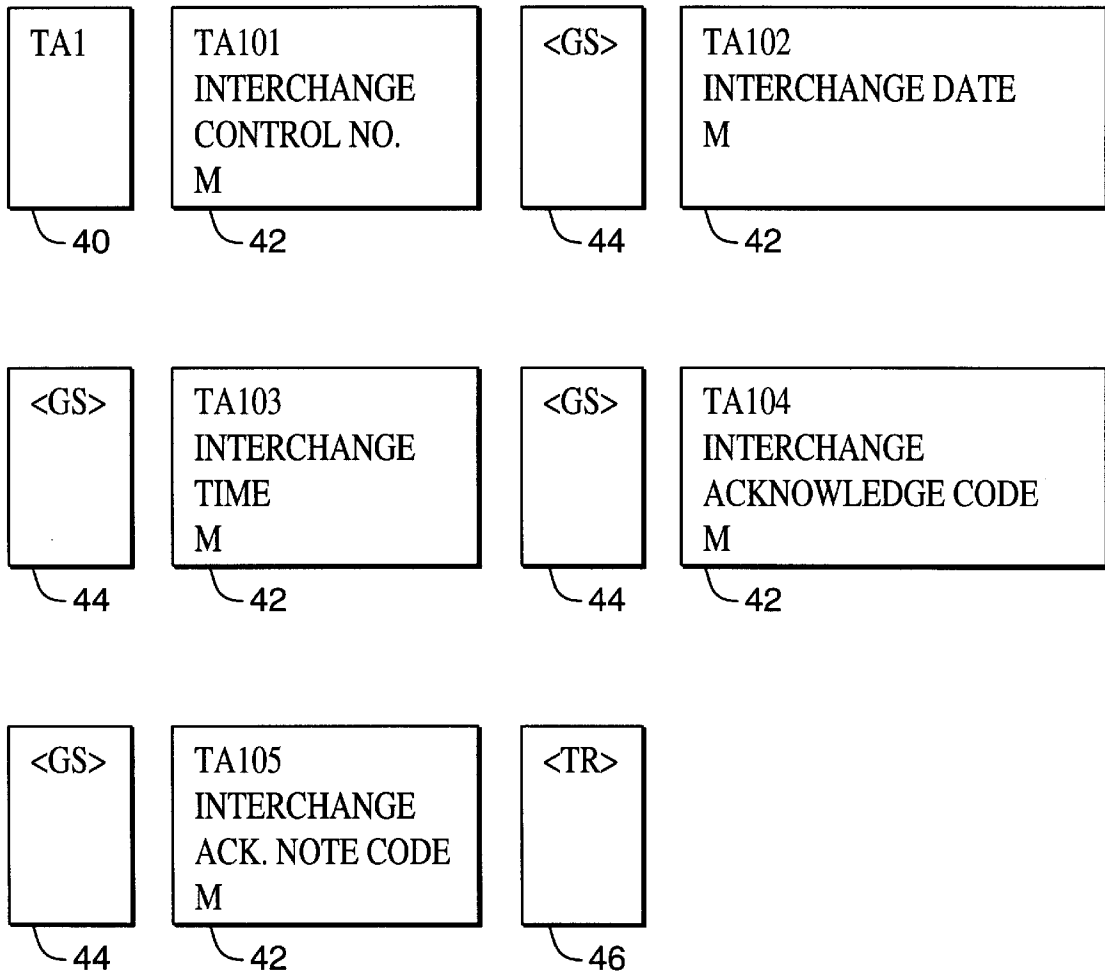 TA1
TA101
INTERCHANGE
CONTROL NO.
M
<GS>
TA102
INTERCHANGE DATE
M
40
42
44
42
<GS>
TA103
INTERCHANGE
TIME
M
<GS>
TA104
INTERCHANGE
ACKNOWLEDGE CODE
M
44
42
44
42
<GS>
TA105
INTERCHANGE
ACK. NOTE CODE
M
<TR>
44
42
46